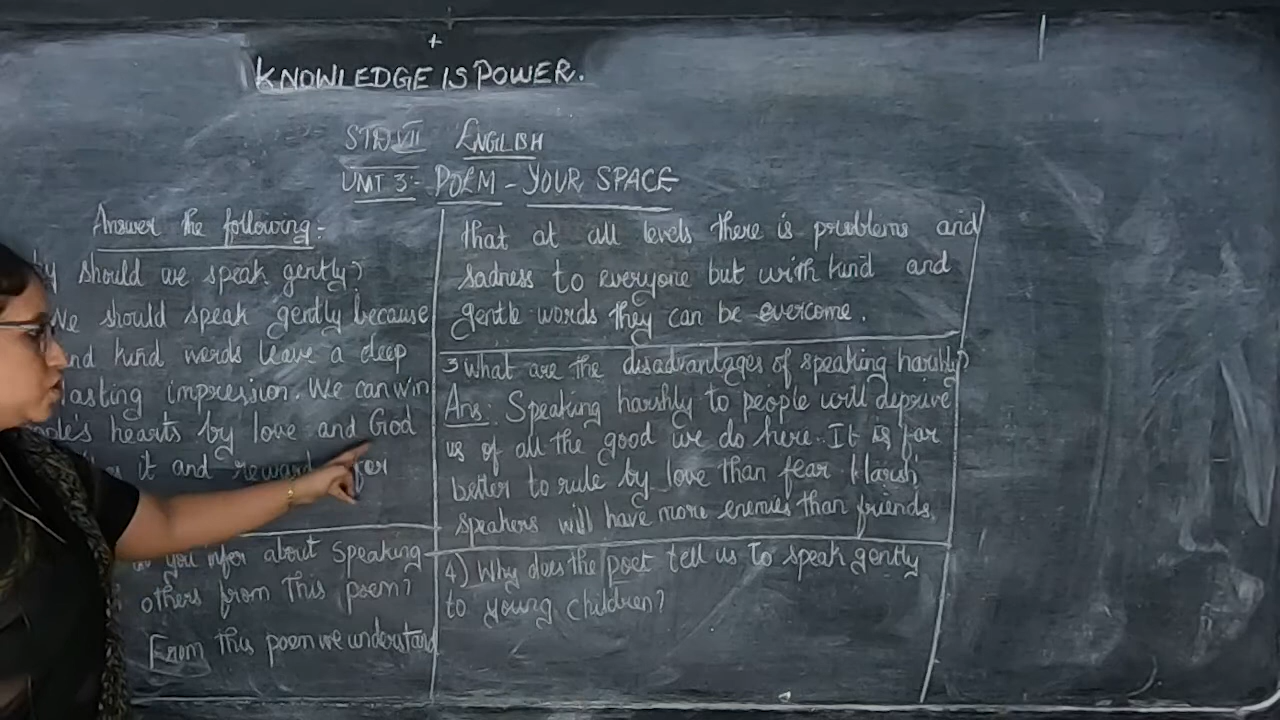 KNOWLEDGE IS POWER.
STD VII ENGLISH
UNIT 3:- POEM - YOUR SPACE
Answer the following:-
should we speak gently?
We should speak gently because
kind words leave a deep
lasting impression. We can win
hearts by love and God
it and reward for
you infer about speaking
others from this poem?
From this poem we understand
that at all levels there is problems and
sadness to everyone but with kind and
gentle words they can be overcome.
3 What are the disadvantages of speaking harshly?
Ans: Speaking harshly to people will deprive
us of all the good we do here. It is far
better to rule by love than fear. Harsh
speakers will have more enemies than friends.
4) Why does the poet tell us to speak gently
to young children?